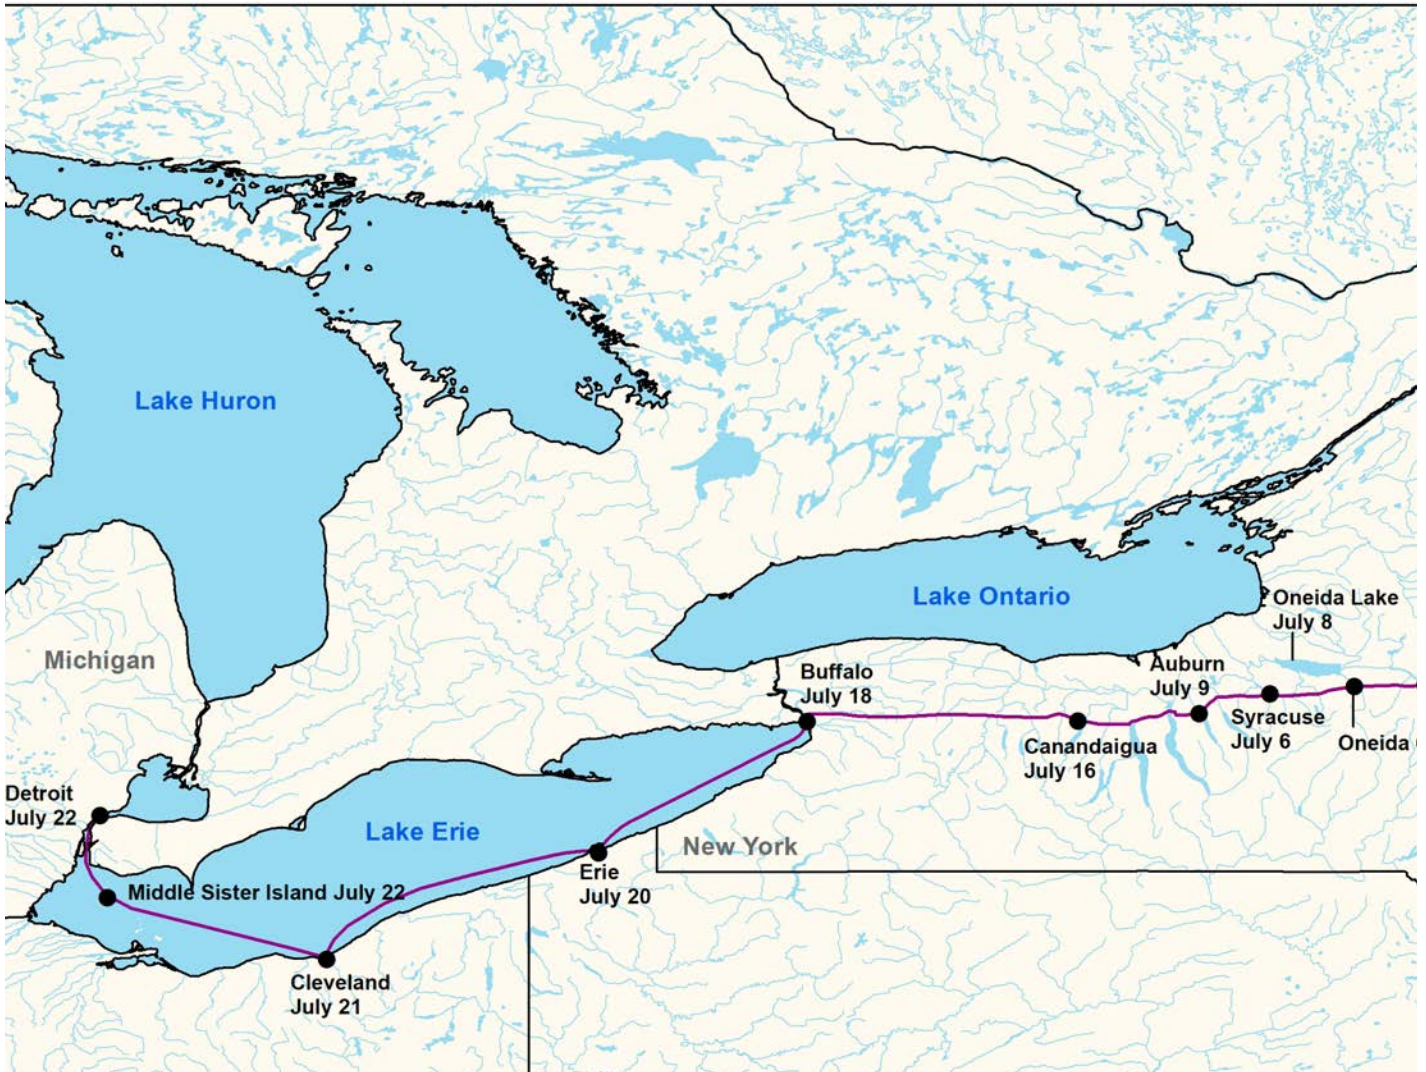 Lake Huron
Lake Ontario
Oneida Lake
July 8
Michigan
Buffalo
July 18
Auburn
July 9
Syracuse
July 6
Canandaigua
July 16
Oneida
Detroit
July 22
Lake Erie
New York
Erie
July 20
Middle Sister Island July 22
Cleveland
July 21